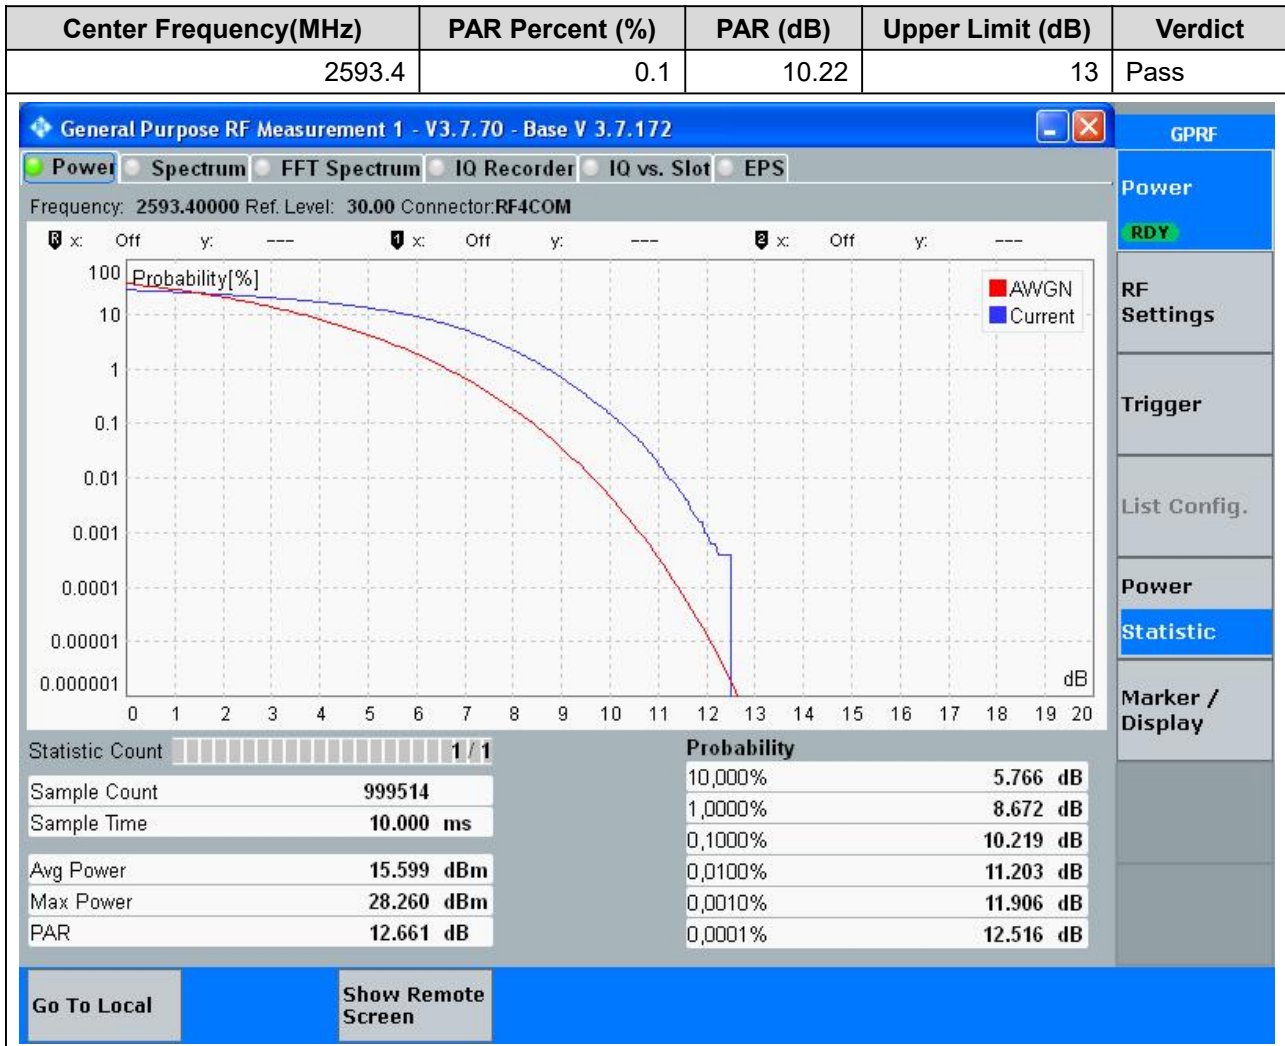 Center Frequency(MHz) PAR Percent (%) PAR (dB) Upper Limit (dB) Verdict
2593.4 0.1 10.22 13 Pass
General Purpose RF Measurement 1 - V3.7.70 - Base V 3.7.172
GPRF
Power Spectrum FFT Spectrum IQ Recorder IQ vs. Slot EPS
Frequency: 2593.40000 Ref. Level: 30.00 Connector:RF4COM
R x: Off y: --- 1 x: Off y: --- 2 x: Off y: ---
Probability[%]
AWGN
Current
100
10
1
0.1
0.01
0.001
0.0001
0.00001
0.000001
dB
0 1 2 3 4 5 6 7 8 9 10 11 12 13 14 15 16 17 18 19 20
Statistic Count 1 / 1
Sample Count 999514
Sample Time 10.000 ms
Avg Power 15.599 dBm
Max Power 28.260 dBm
PAR 12.661 dB
Probability
10,000% 5.766 dB
1,0000% 8.672 dB
0,1000% 10.219 dB
0,0100% 11.203 dB
0,0010% 11.906 dB
0,0001% 12.516 dB
Power
RDY
RF
Settings
Trigger
List Config.
Power
Statistic
Marker /
Display
Go To Local
Show Remote
Screen